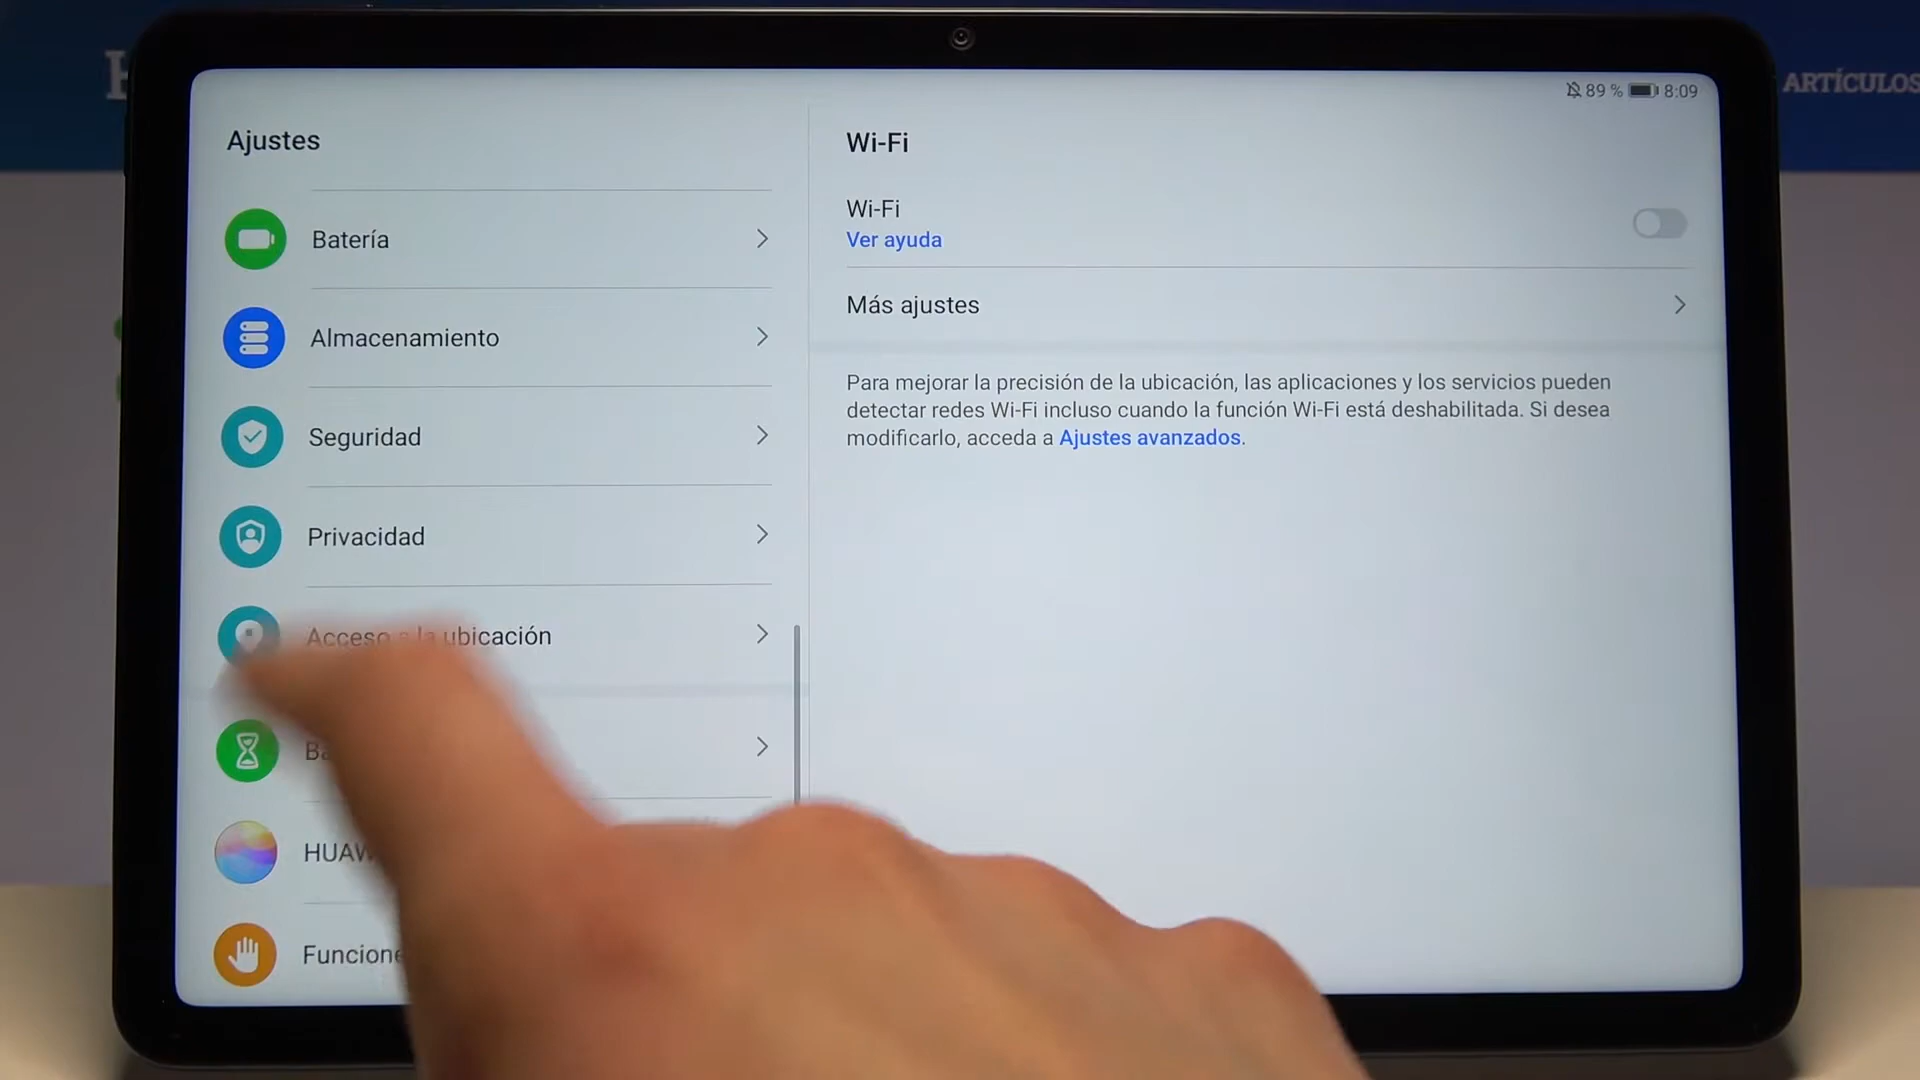 ARTÍCULOS
89 % 8:09
Ajustes
Batería
Almacenamiento
Seguridad
Privacidad
Acceso a la ubicación
HUAW
Funcione
Wi-Fi
Wi-Fi
Ver ayuda
Más ajustes
Para mejorar la precisión de la ubicación, las aplicaciones y los servicios pueden
detectar redes Wi-Fi incluso cuando la función Wi-Fi está deshabilitada. Si desea
modificarlo, acceda a Ajustes avanzados.